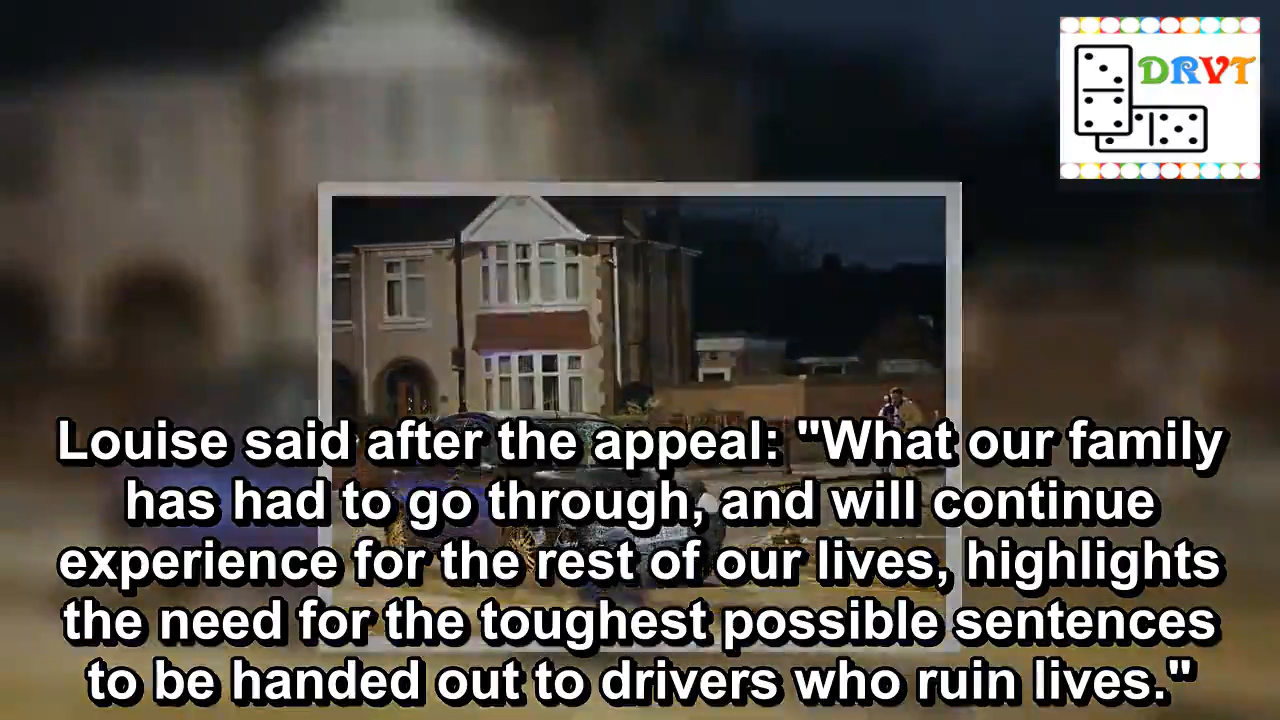 DRVT
Louise said after the appeal: "What our family
has had to go through, and will continue
experience for the rest of our lives, highlights
the need for the toughest possible sentences
to be handed out to drivers who ruin lives."